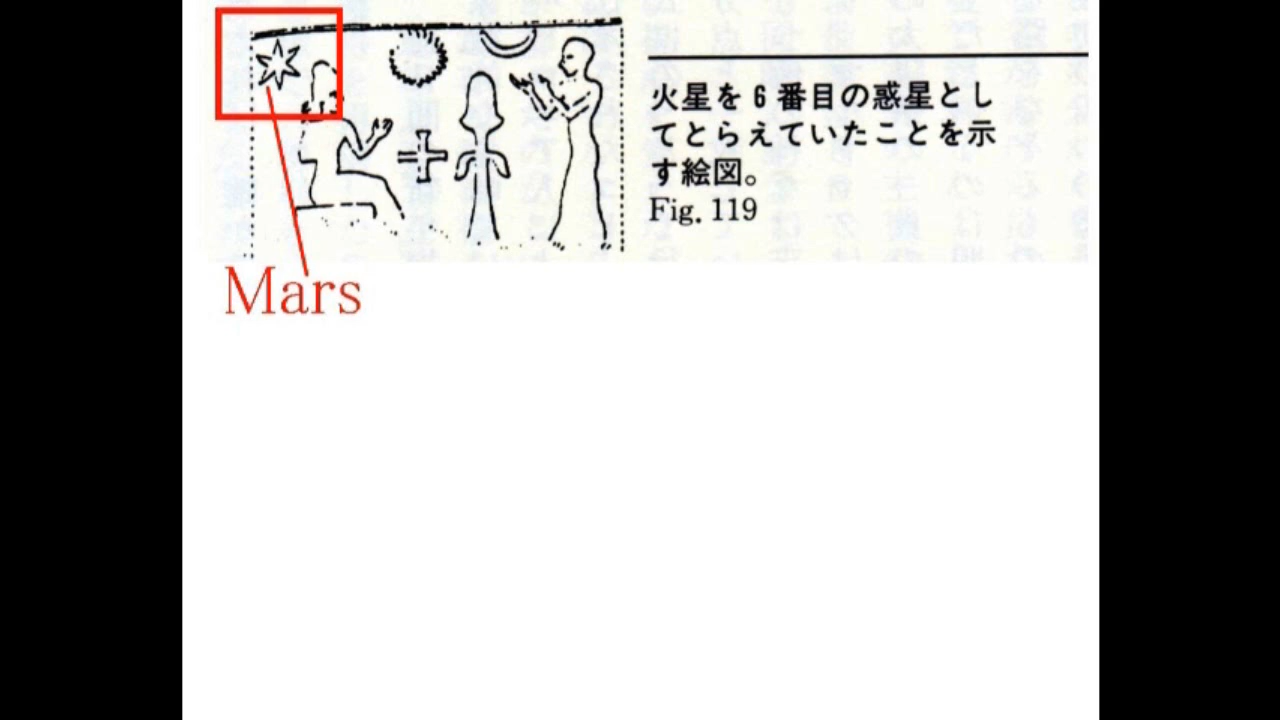 火星を6番目の惑星とし
てとらえていたことを示
す絵図。
Fig. 119
Mars